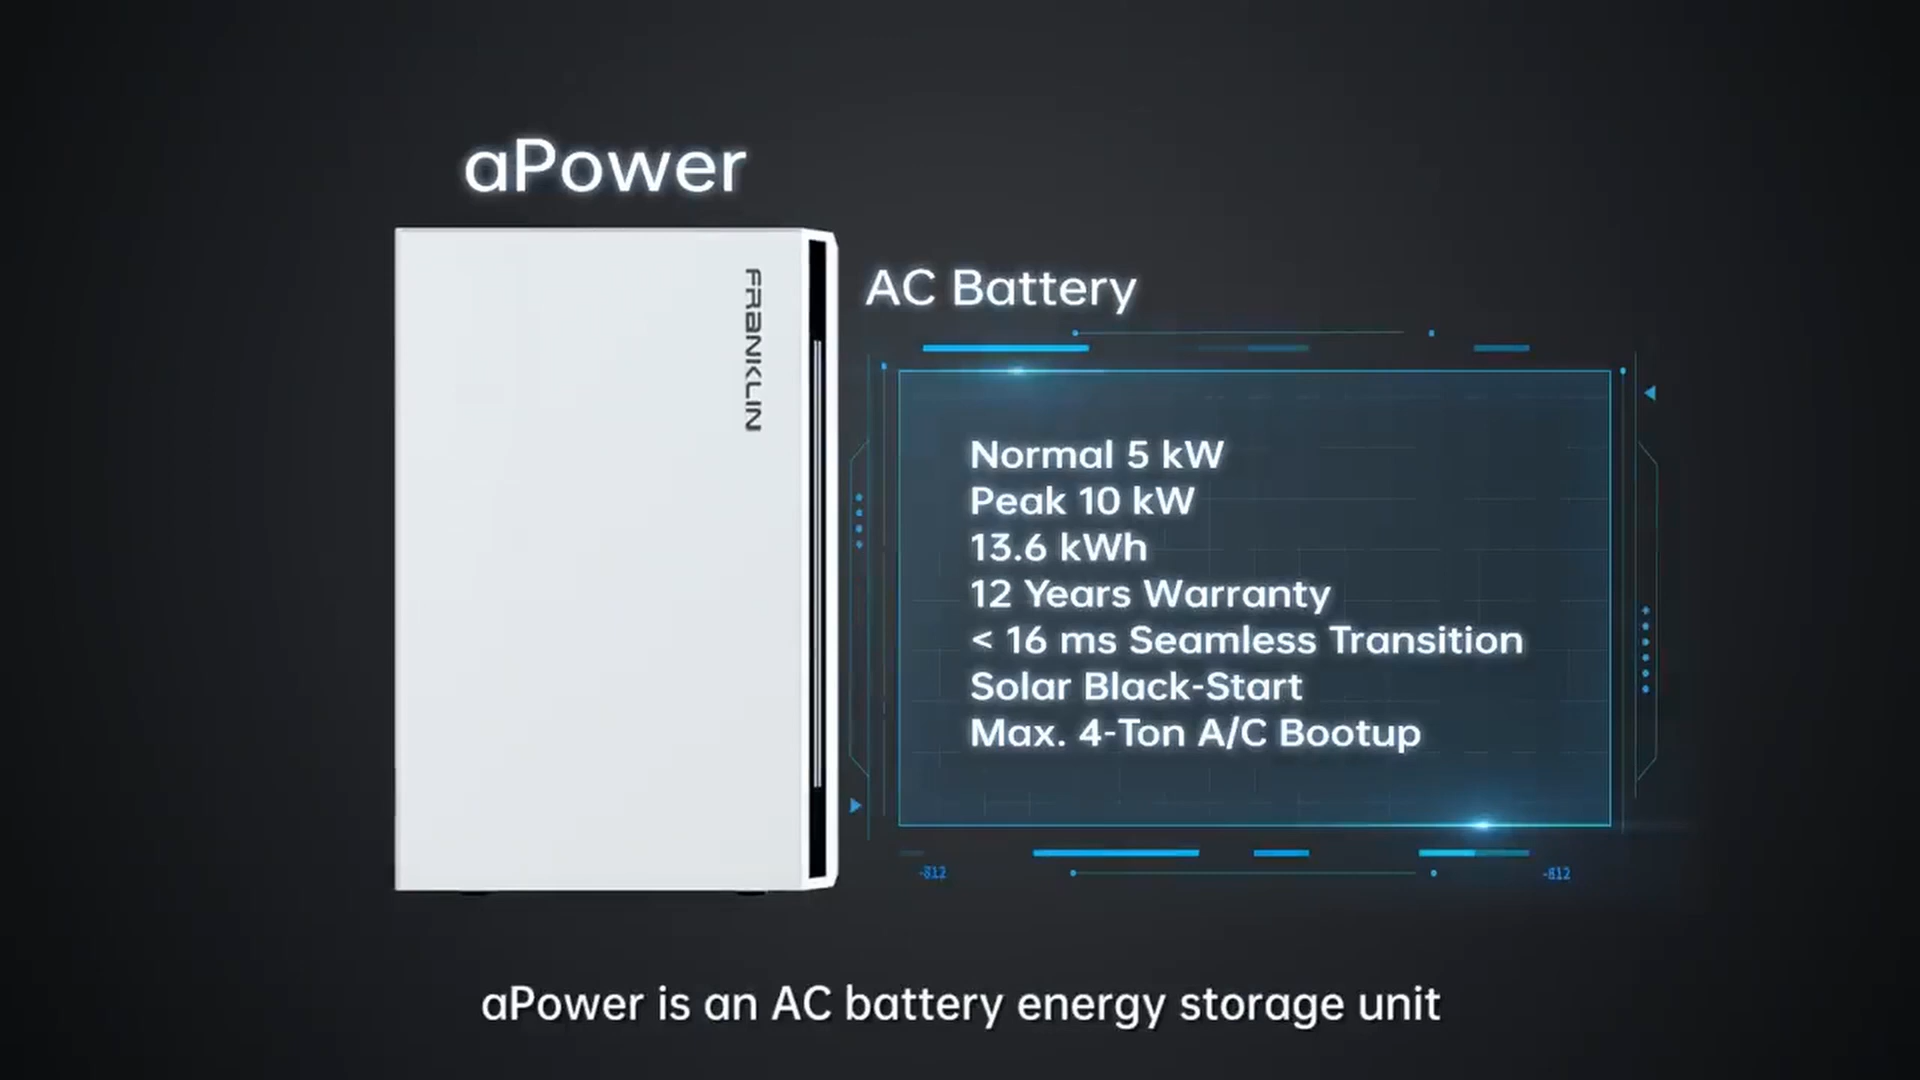 aPower
FRANKLIN
AC Battery
Normal 5 kW
Peak 10 kW
13.6 kWh
12 Years Warranty
< 16 ms Seamless Transition
Solar Black-Start
Max. 4-Ton A/C Bootup
-812
-812
aPower is an AC battery energy storage unit